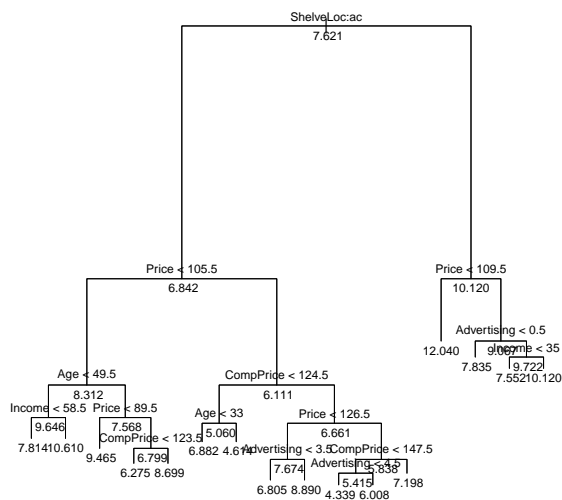 ShelveLoc:ac
7.621
Price < 105.5
6.842
Price < 109.5
10.120
Age < 49.5
8.312
CompPrice < 124.5
6.111
12.040
Advertising < 0.5
9.067
7.835
Income < 35
9.722
7.552
10.120
Income < 58.5
9.646
7.814
10.610
Price < 89.5
7.568
9.465
CompPrice < 123.5
6.799
6.275
8.699
Age < 33
5.060
6.882
4.614
Price < 126.5
6.661
Advertising < 3.5
7.674
6.805
8.890
CompPrice < 147.5
5.838
Advertising < 4.5
5.415
4.339
6.008
7.198